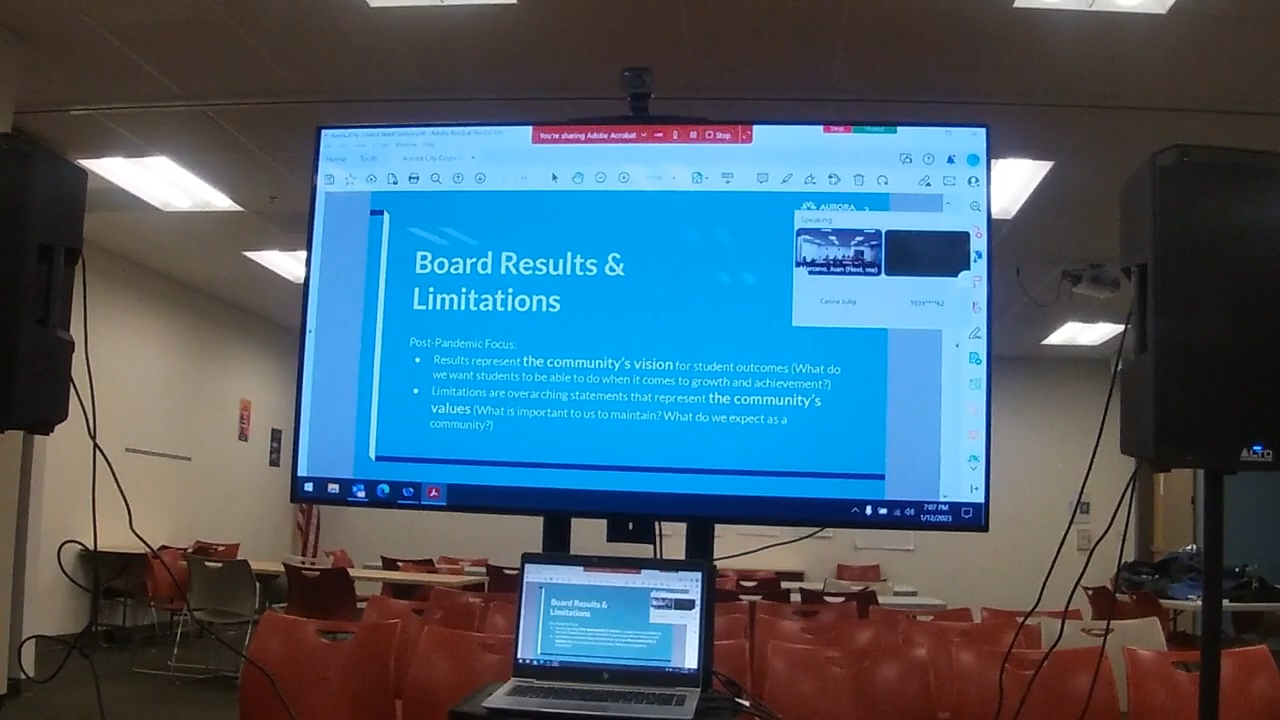 You're sharing Adobe Acrobat
Stop
Home Tools Aurora City Council
AURORA
Speaking:
Board Results &
Limitations
Marcano, Juan (Host, me)
Carina Julig
Post-Pandemic Focus:
Results represent the community's vision for student outcomes (What do
we want students to be able to do when it comes to growth and achievement?)
Limitations are overarching statements that represent the community's
values (What is important to us to maintain? What do we expect as a
community?)
7:07 PM
1/12/2023
ALTO
Board Results &
Limitations